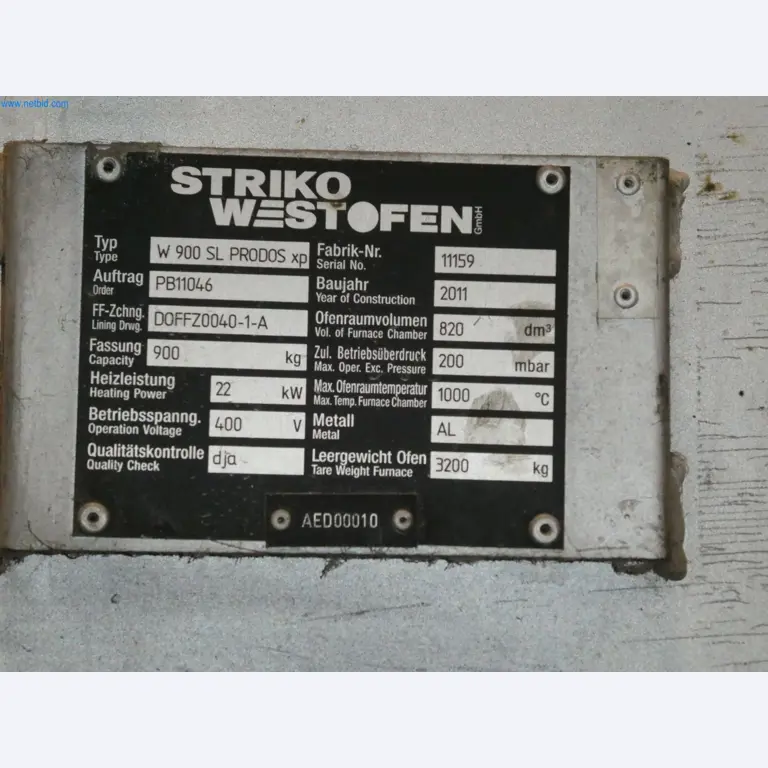 www.netbid.com
STRIKO
WESTOFEN GmbH
Typ W 900 SL PRODOS xp
Type
Auftrag PB11046
Order
FF-Zchng. DOFFZ0040-1-A
Lining Drwg.
Fassung 900 kg
Capacity
Heizleistung 22 kW
Heating Power
Betriebsspanng. 400 V
Operation Voltage
Qualitätskontrolle dja
Quality Check
Fabrik-Nr. 11159
Serial No.
Baujahr 2011
Year of Construction
Ofenraumvolumen 820 dm³
Vol. of Furnace Chamber
Zul. Betriebsüberdruck 200 mbar
Max. Oper. Exc. Pressure
Max. Ofenraumtemperatur 1000 °C
Max. Temp. Furnace Chamber
Metall AL
Metal
Leergewicht Ofen 3200 kg
Tare Weight Furnace
AED00010